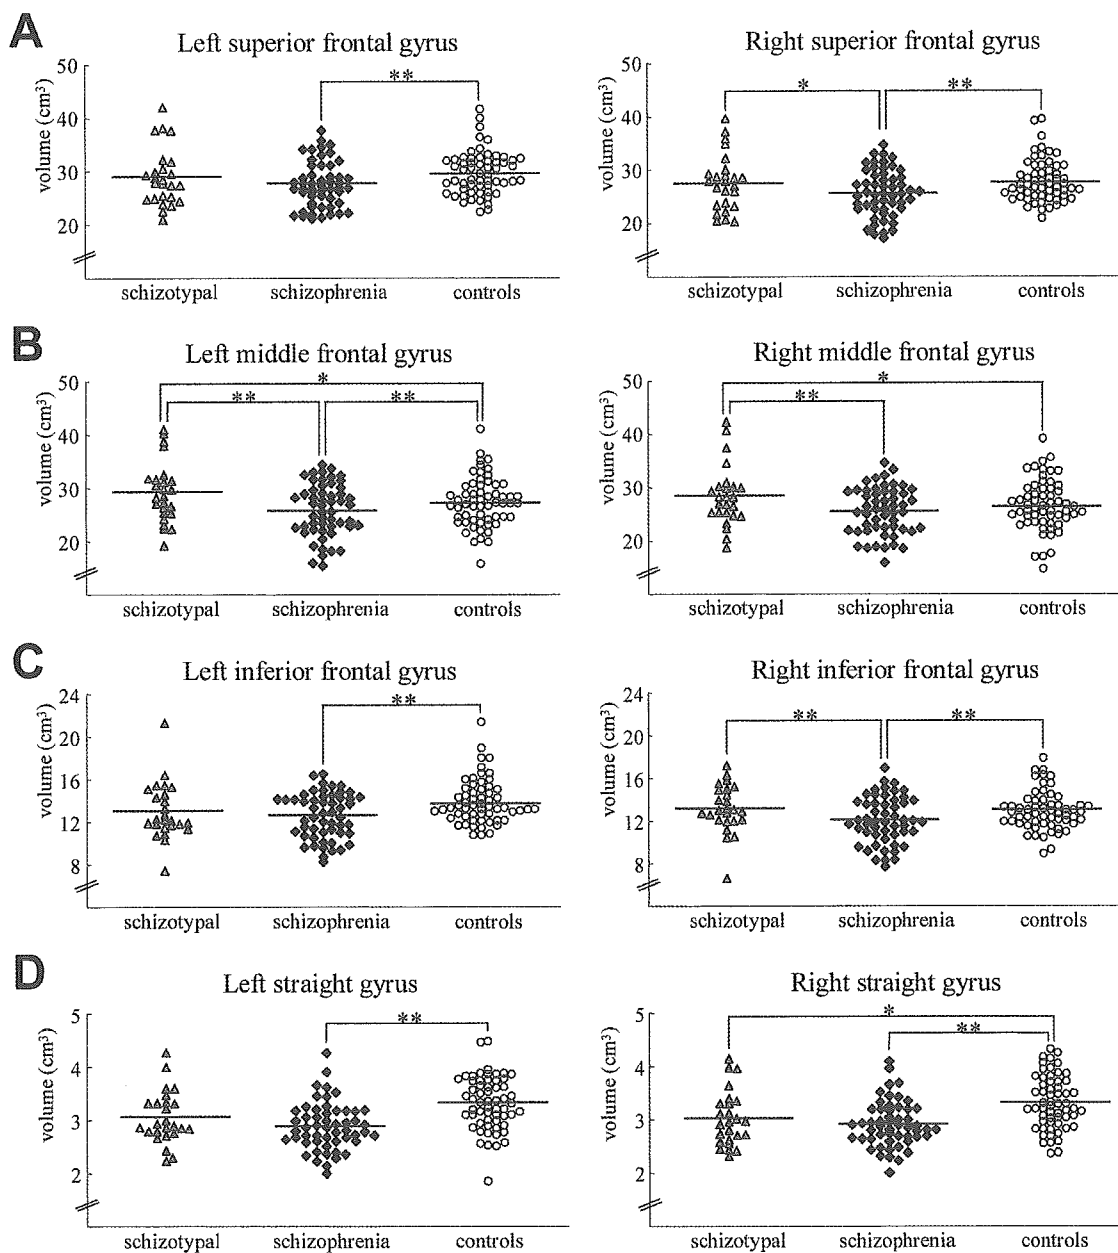 A
Left superior frontal gyrus
Right superior frontal gyrus
volume (cm³)
50
40
30
20
**
schizotypal
schizophrenia
controls
volume (cm³)
50
40
30
20
*
**
schizotypal
schizophrenia
controls
B
Left middle frontal gyrus
Right middle frontal gyrus
volume (cm³)
50
40
30
20
*
**
**
schizotypal
schizophrenia
controls
volume (cm³)
50
40
30
20
*
**
schizotypal
schizophrenia
controls
C
Left inferior frontal gyrus
Right inferior frontal gyrus
volume (cm³)
24
20
16
12
8
**
schizotypal
schizophrenia
controls
volume (cm³)
24
20
16
12
8
**
**
schizotypal
schizophrenia
controls
D
Left straight gyrus
Right straight gyrus
volume (cm³)
5
4
3
2
**
schizotypal
schizophrenia
controls
volume (cm³)
5
4
3
2
*
**
schizotypal
schizophrenia
controls